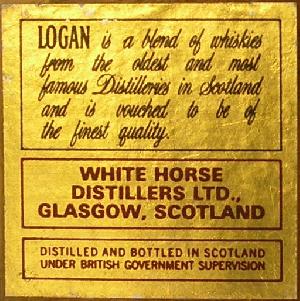 LOGAN is a blend of whiskies
from the oldest and most
famous Distilleries in Scotland
and is vouched to be of
the finest quality.
WHITE HORSE
DISTILLERS LTD.,
GLASGOW, SCOTLAND
DISTILLED AND BOTTLED IN SCOTLAND
UNDER BRITISH GOVERNMENT SUPERVISION